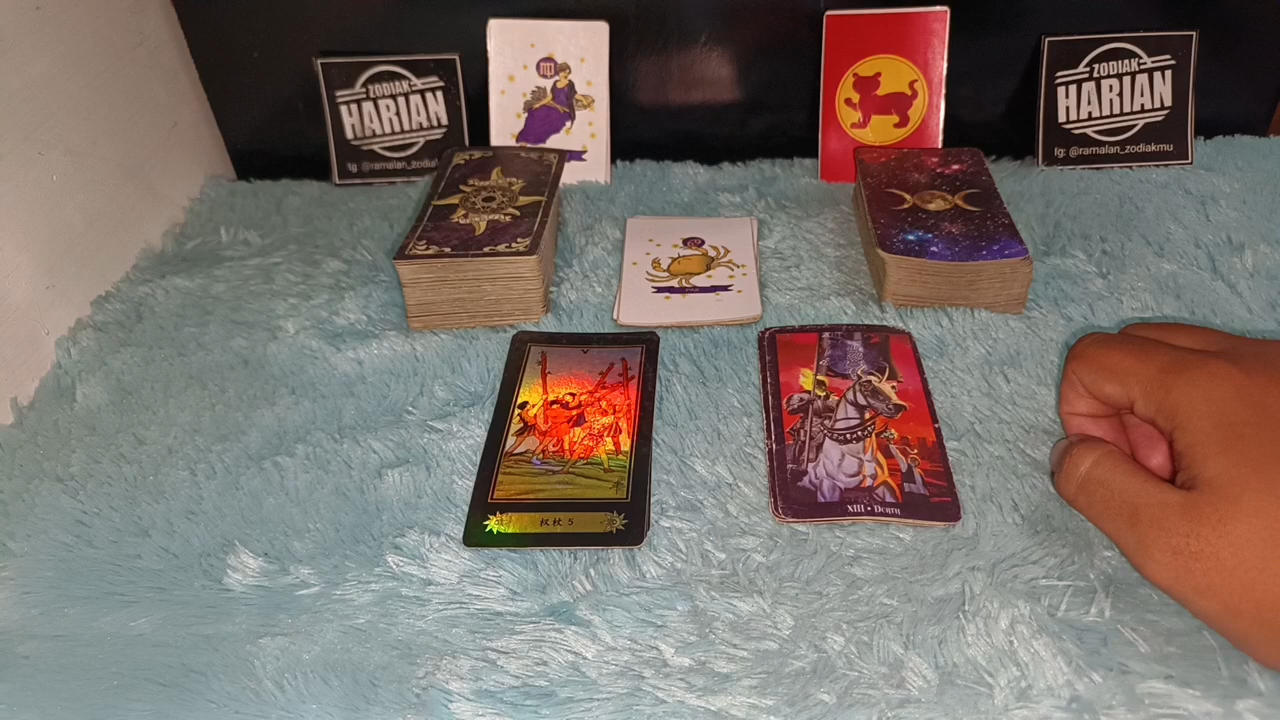 ZODIAK
HARIAN
Ig: @ramalan_zodiak
ZODIAK
HARIAN
Ig: @ramalan_zodiakmu
V
权杖 5
XIII • DEATH